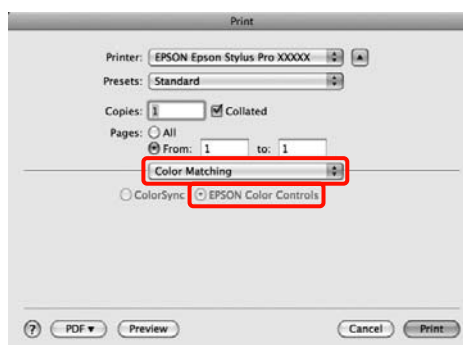 Print
Printer: EPSON Epson Stylus Pro XXXXX
Presets: Standard
Copies: 1 Collated
Pages: All
From: 1 to: 1
Color Matching
ColorSync EPSON Color Controls
? PDF ▼ Preview Cancel Print